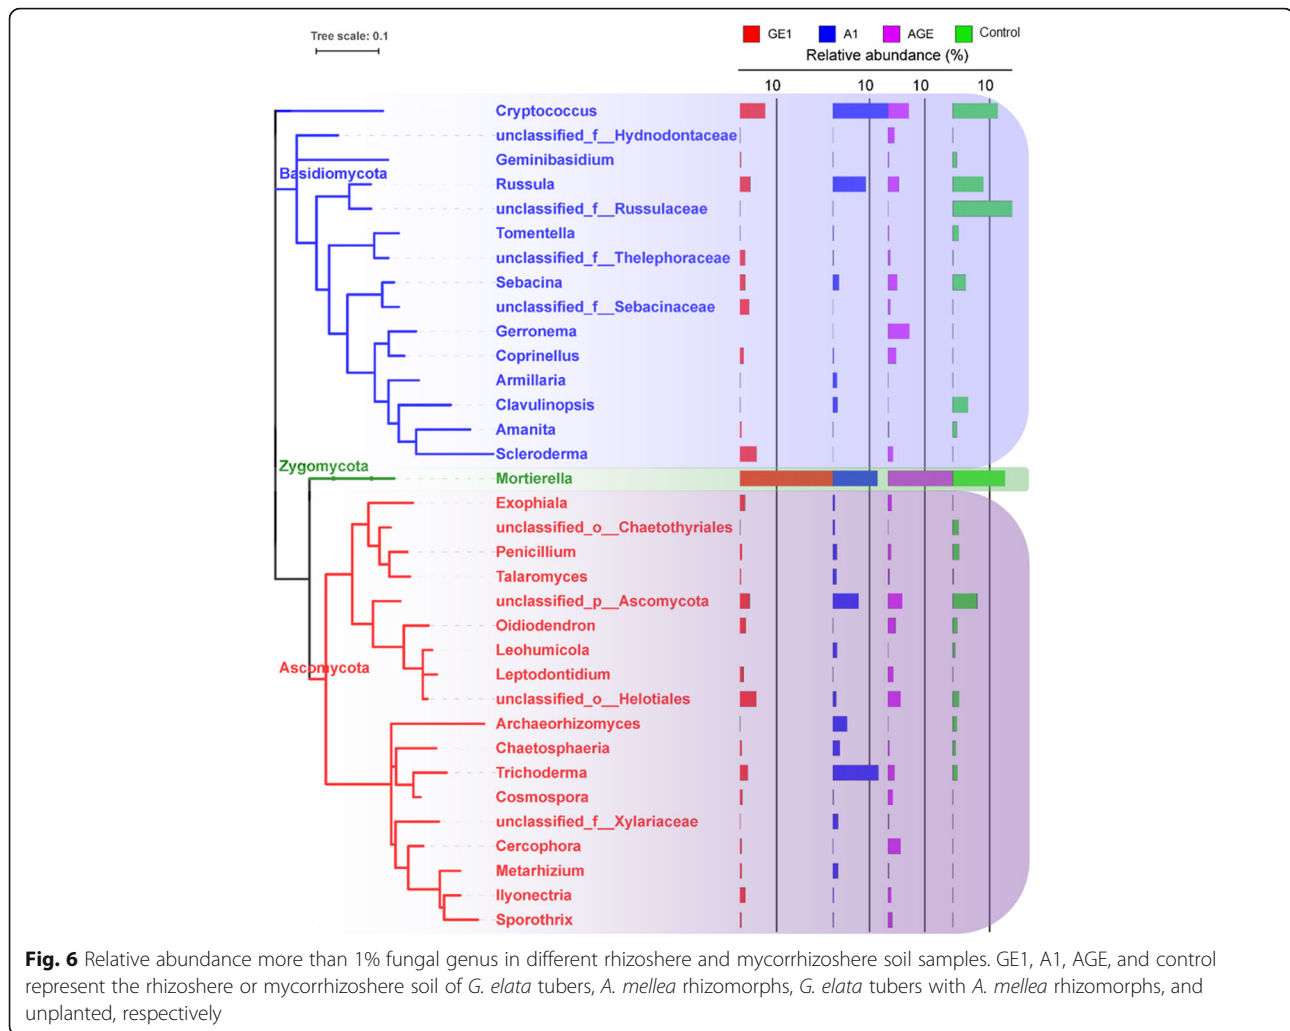 Tree scale: 0.1
GE1 A1 AGE Control
Relative abundance (%)
10 10 10 10
Cryptococcus
unclassified_f__Hydnodontaceae
Geminibasidium
Basidiomycota
Russula
unclassified_f__Russulaceae
Tomentella
unclassified_f__Thelephoraceae
Sebacina
unclassified_f__Sebacinaceae
Gerronema
Coprinellus
Armillaria
Clavulinopsis
Amanita
Scleroderma
Zygomycota
Mortierella
Exophiala
unclassified_o__Chaetothyriales
Penicillium
Talaromyces
unclassified_p__Ascomycota
Oidiodendron
Leohumicola
Ascomycota
Leptodontidium
unclassified_o__Helotiales
Archaeorhizomyces
Chaetosphaeria
Trichoderma
Cosmospora
unclassified_f__Xylariaceae
Cercophora
Metarhizium
Ilyonectria
Sporothrix
Fig. 6 Relative abundance more than 1% fungal genus in different rhizoshere and mycorrhizoshere soil samples. GE1, A1, AGE, and control
represent the rhizoshere or mycorrhizoshere soil of G. elata tubers, A. mellea rhizomorphs, G. elata tubers with A. mellea rhizomorphs, and
unplanted, respectively